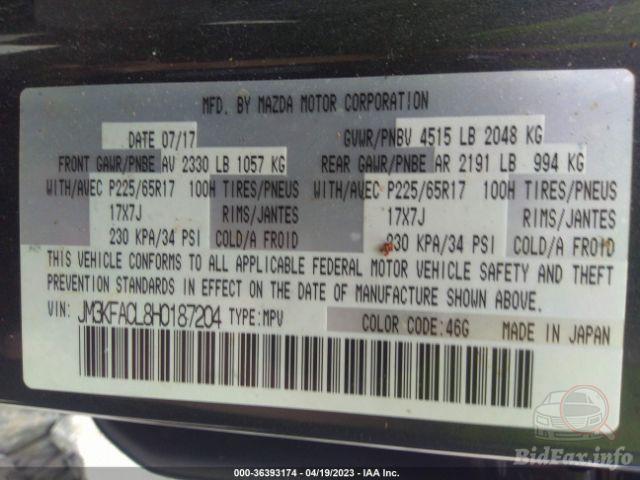 MFD. BY MAZDA MOTOR CORPORATION
DATE 07/17 GVWR/PNBV 4515 LB 2048 KG
FRONT GAWR/PNBE AV 2330 LB 1057 KG REAR GAWR/PNBE AR 2191 LB 994 KG
WITH/AVEC P225/65R17 100H TIRES/PNEUS WITH/AVEC P225/65R17 100H TIRES/PNEUS
17X7J RIMS/JANTES 17X7J RIMS/JANTES
230 KPA/34 PSI COLD/A FROID 230 KPA/34 PSI COLD/A FROID
THIS VEHICLE CONFORMS TO ALL APPLICABLE FEDERAL MOTOR VEHICLE SAFETY AND THEFT
PREVENTION STANDARDS IN EFFECT ON THE DATE OF MANUFACTURE SHOWN ABOVE.
VIN: JM3KFACL8H0187204 TYPE:MPV COLOR CODE:46G MADE IN JAPAN
BidFax.info
000-36393174 - 04/19/2023 - IAA Inc.